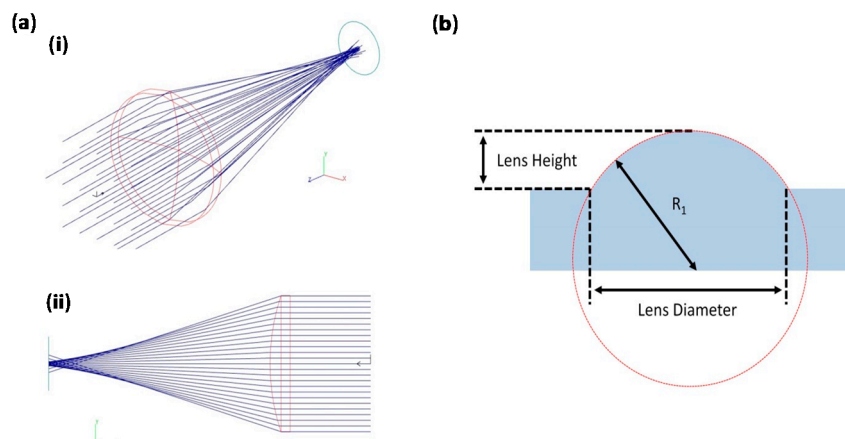 (a)
(i)
y
z
x
(ii)
y
(b)
Lens Height
R1
Lens Diameter